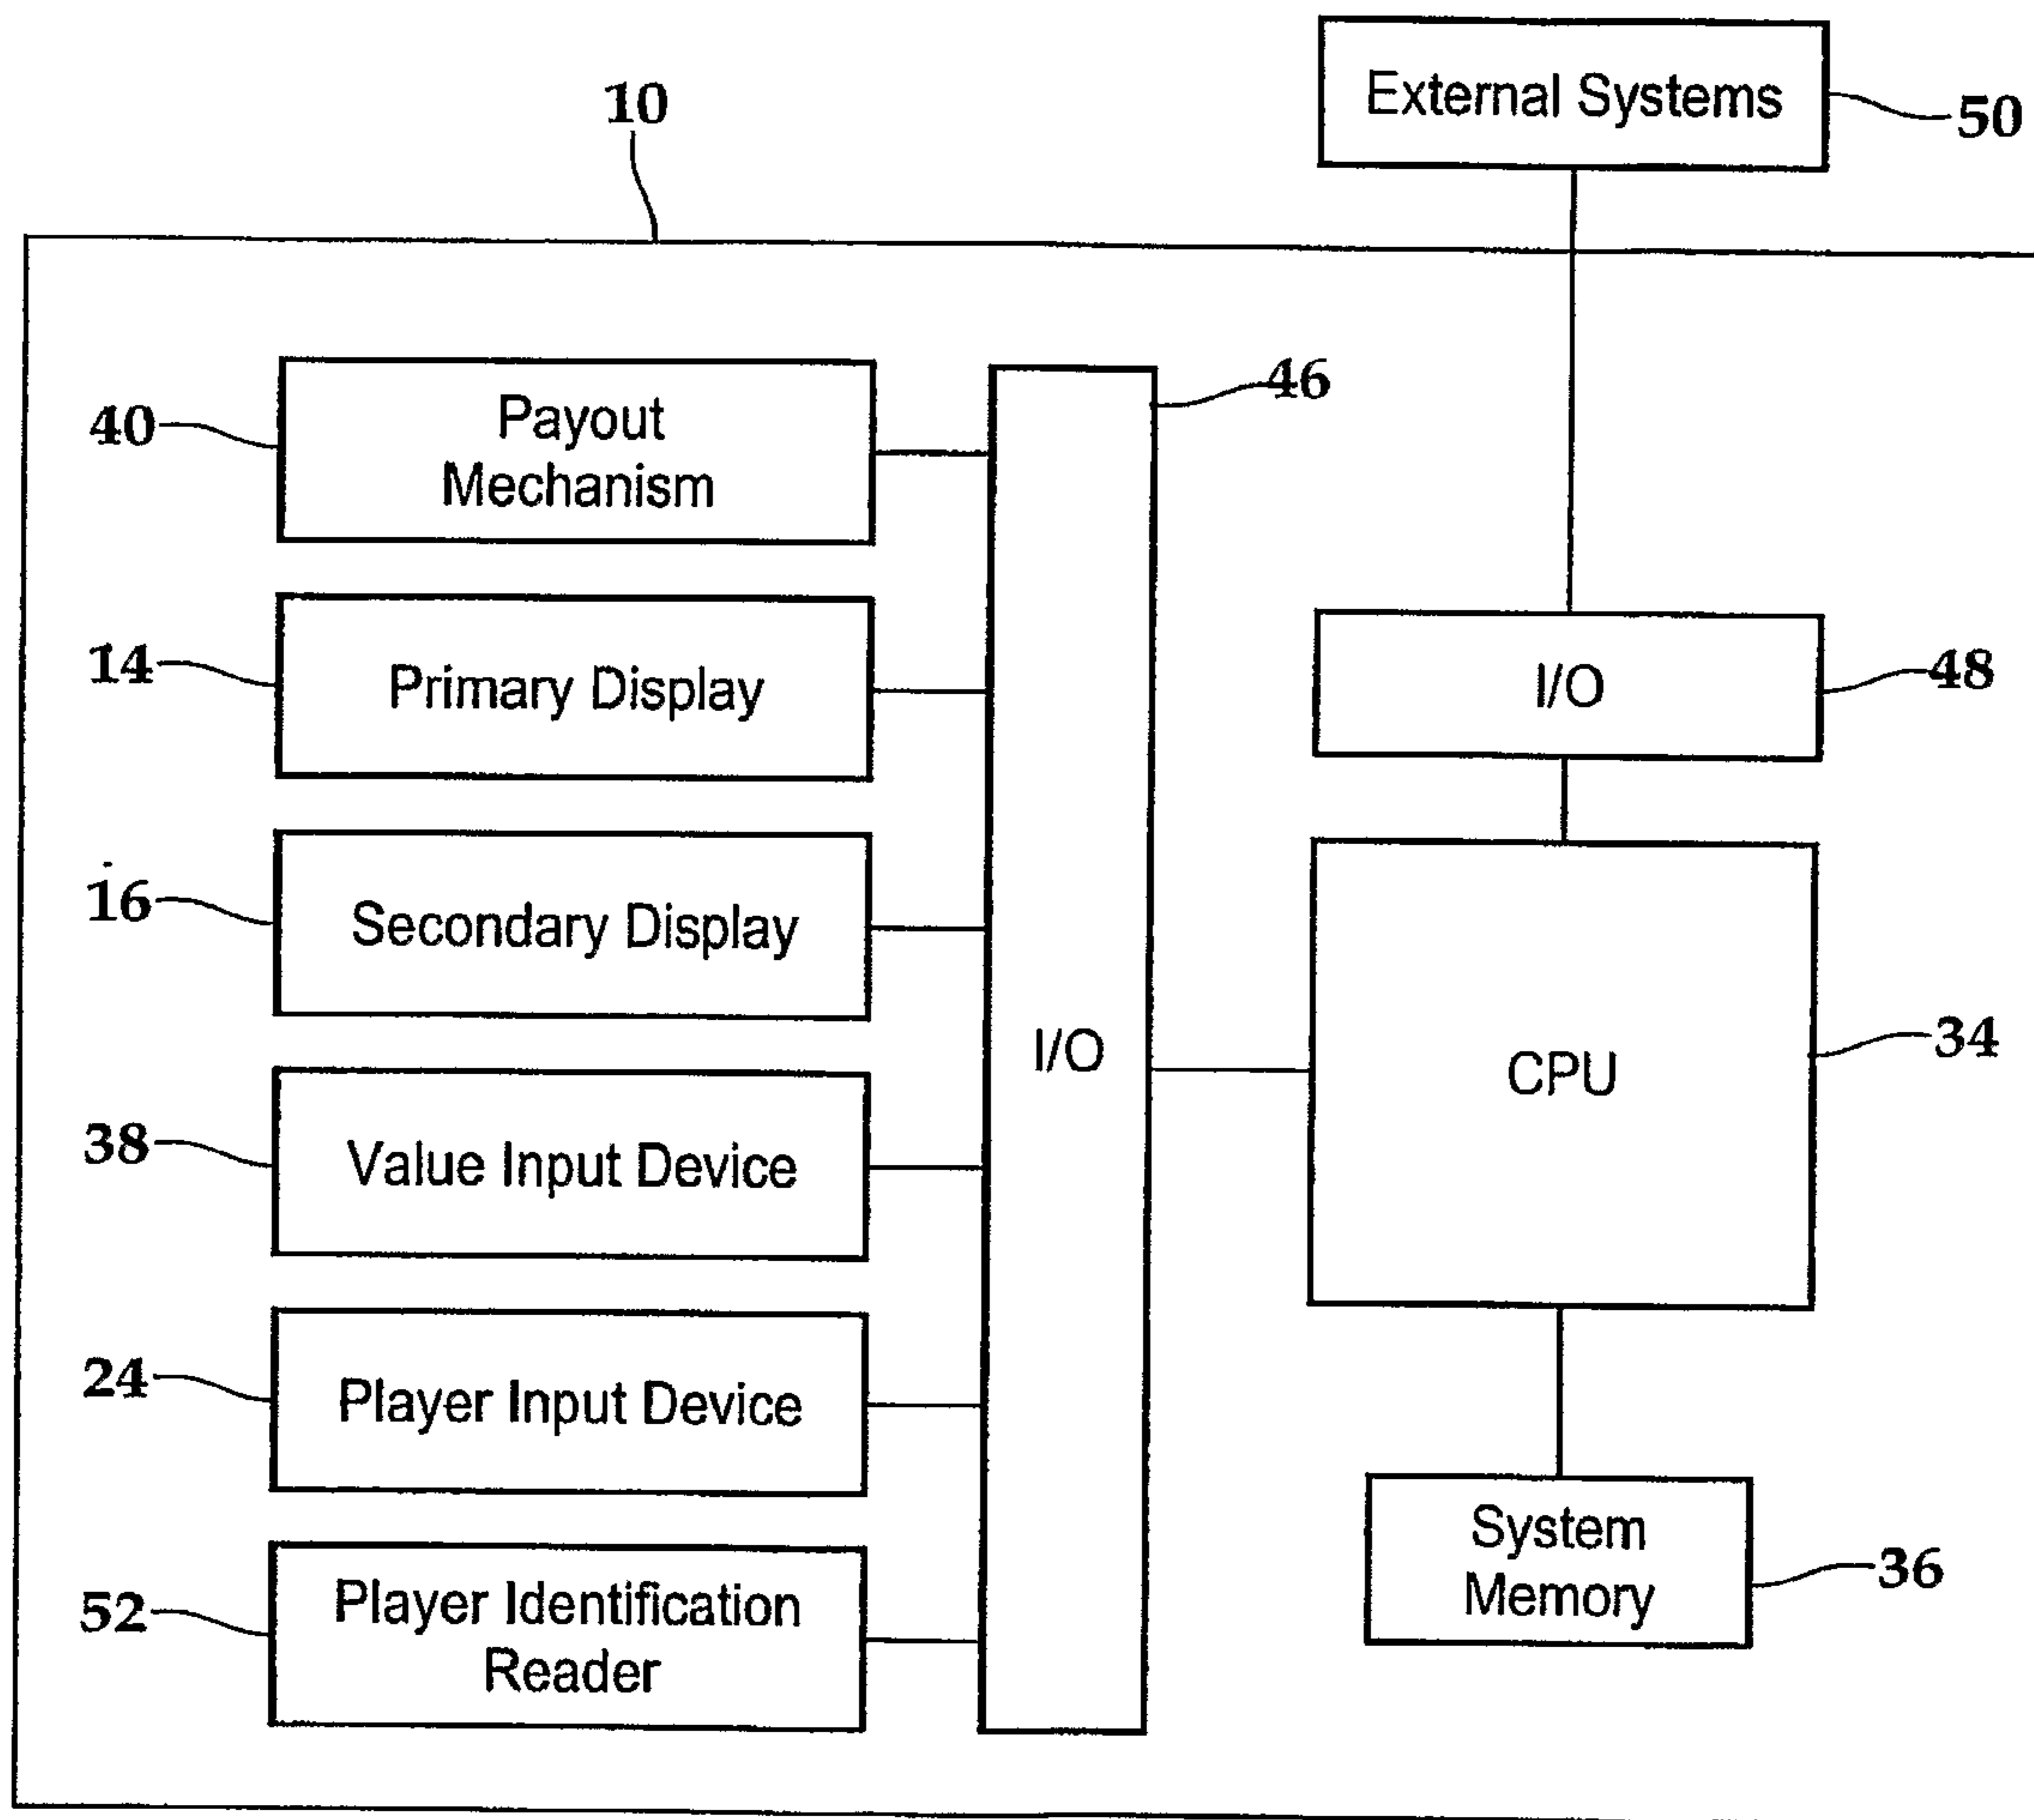 External Systems
50
10
46
40
Payout
Mechanism
14
Primary Display
I/O
48
16
Secondary Display
I/O
CPU
34
38
Value Input Device
24
Player Input Device
System
Memory
36
52
Player Identification
Reader